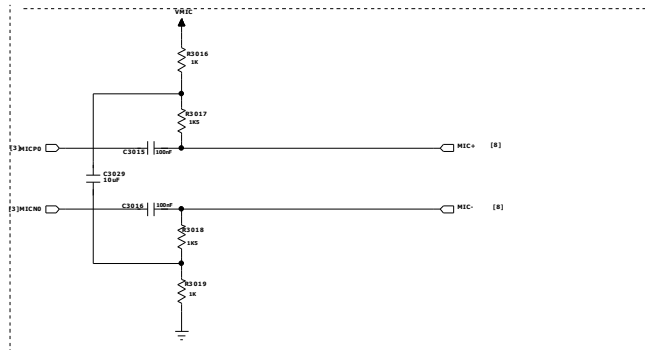 VMIC
R3016
1K
R3017
1K5
[3]MICP0
C3015
100nF
MIC+
[8]
C3029
10uF
[3]MICN0
C3016
100nF
MIC-
[8]
R3018
1K5
R3019
1K